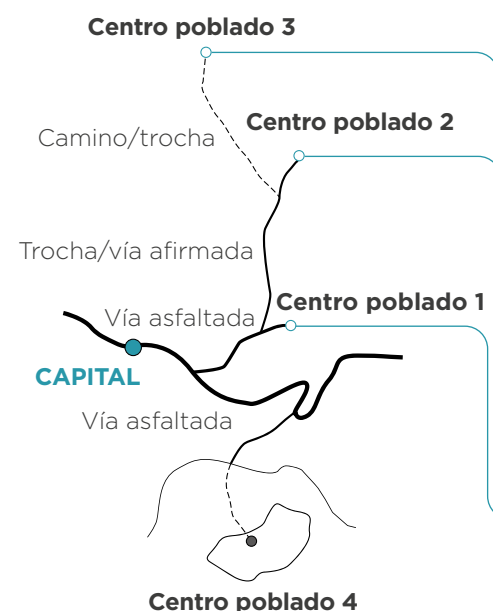 Centro poblado 3
Camino/trocha
Centro poblado 2
Trocha/vía afirmada
Centro poblado 1
Vía asfaltada
CAPITAL
Vía asfaltada
Centro poblado 4